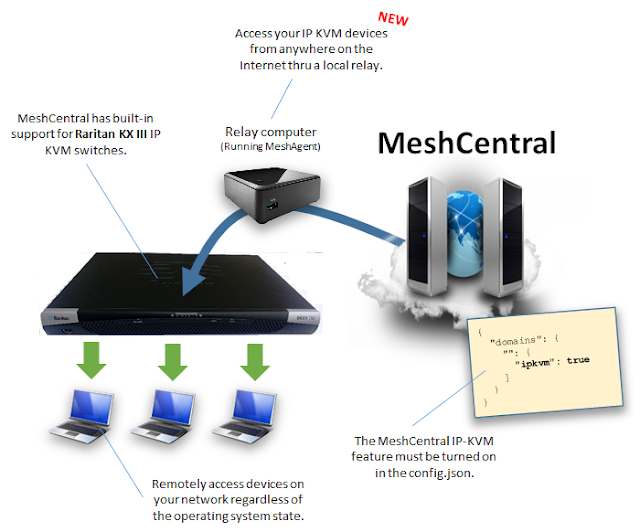 NEW
Access your IP KVM devices
from anywhere on the
Internet thru a local relay.
MeshCentral has built-in
support for Raritan KX III IP
KVM switches.
Relay computer
(Running MeshAgent)
MeshCentral
Raritan
{
"domains": {
"": {
"ipkvm": true
]
}
}
The MeshCentral IP-KVM
feature must be turned on
in the config.json.
Remotely access devices on
your network regardless of
the operating system state.